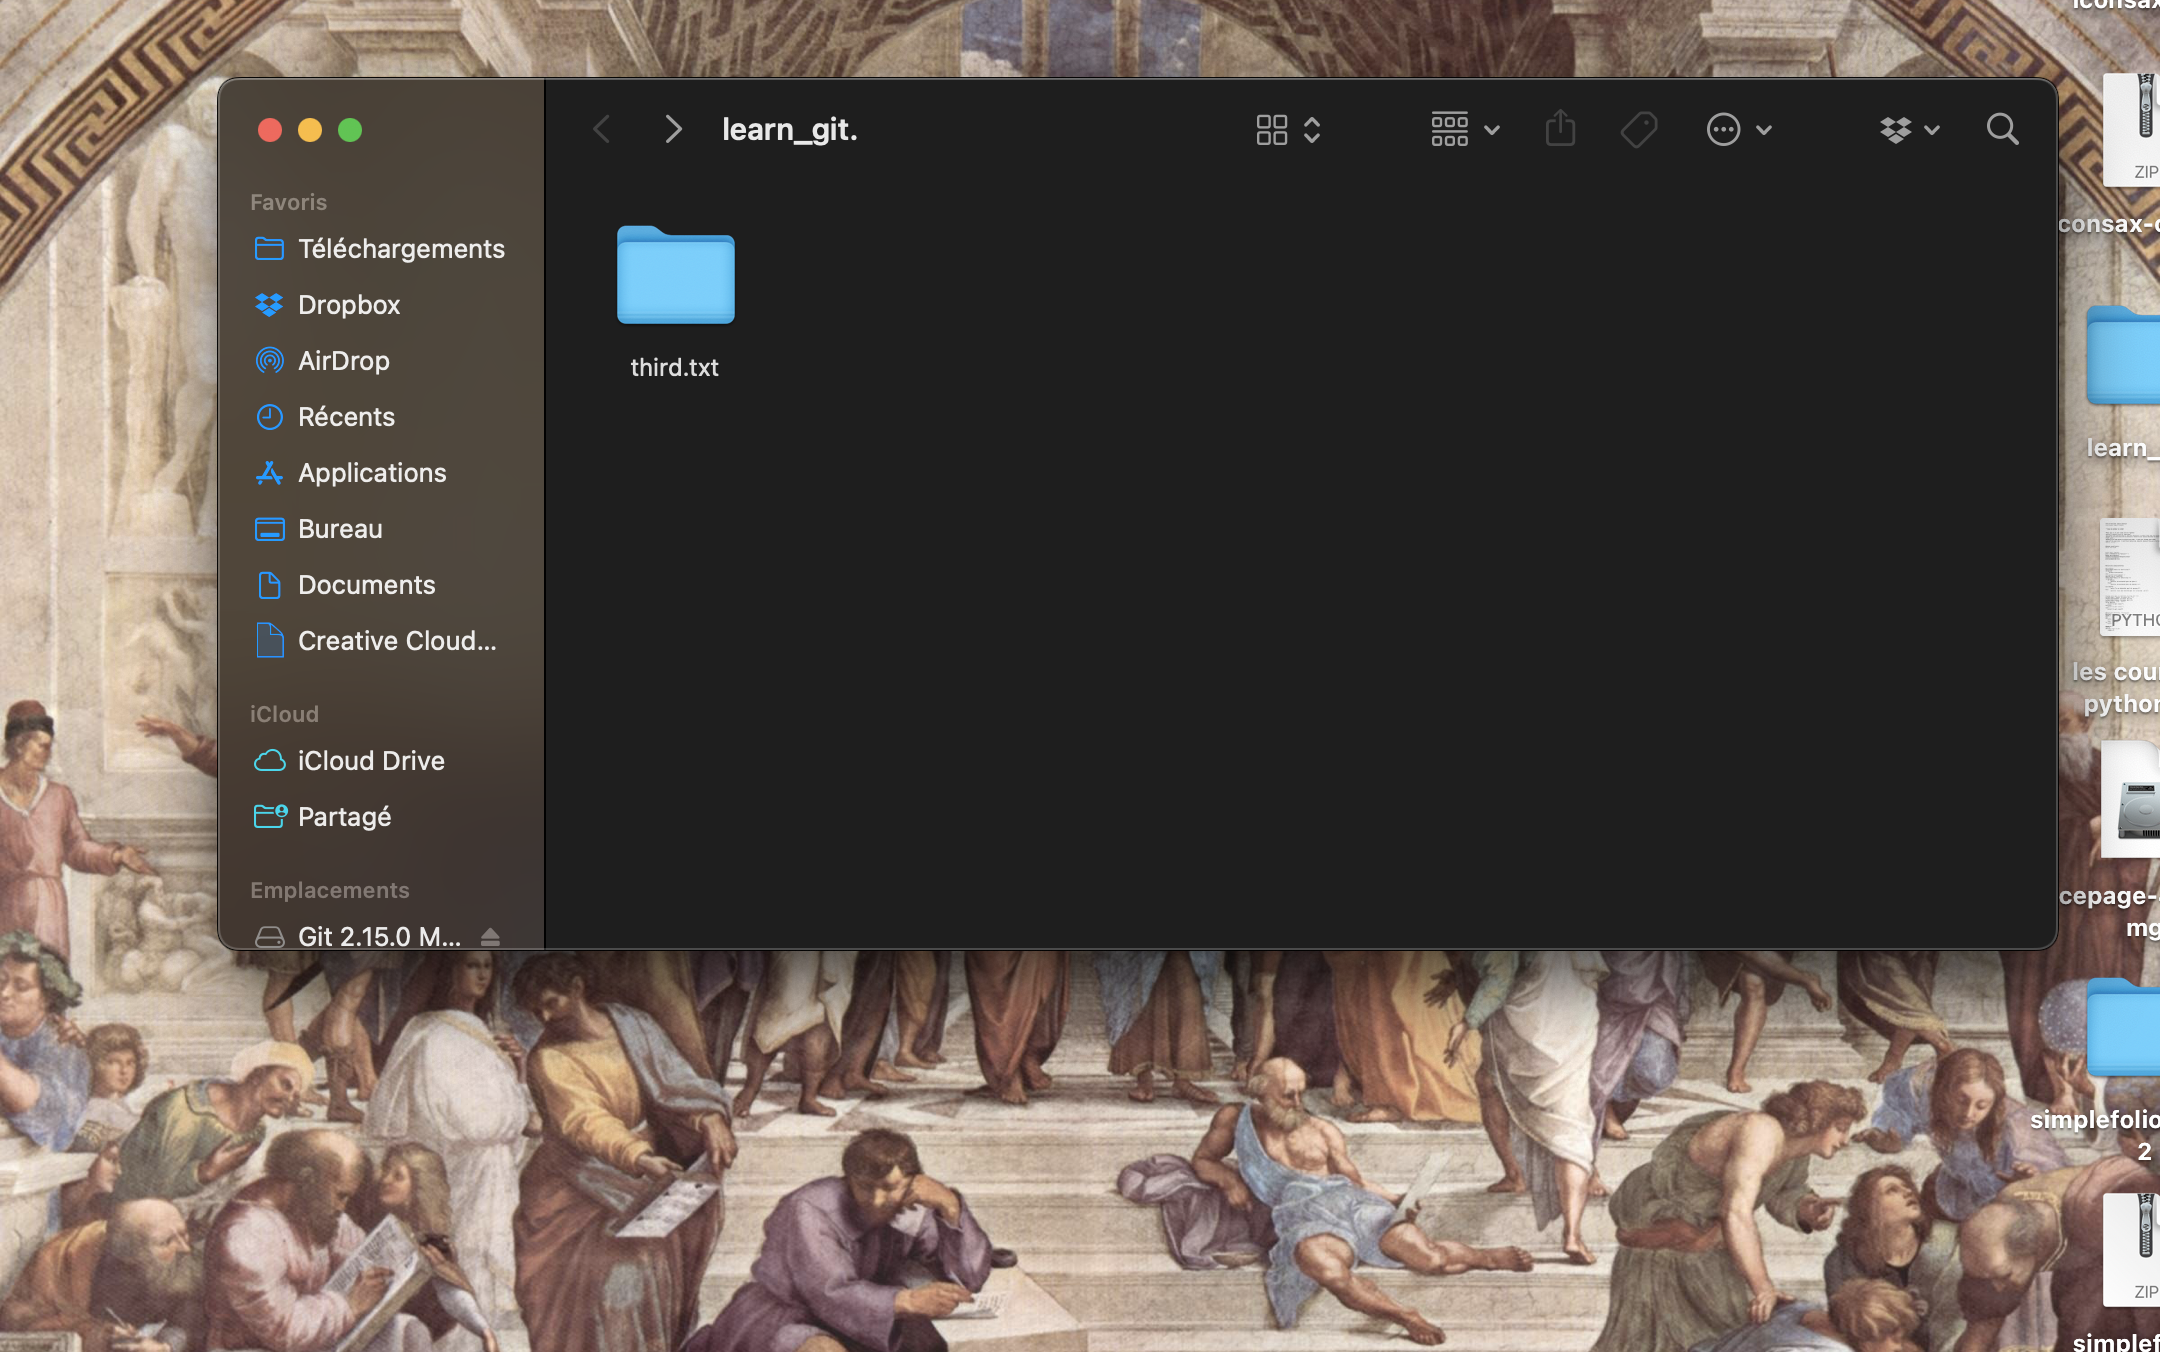 iconsax
learn_git.
ZIP
Favoris
consax-
Téléchargements
Dropbox
AirDrop
third.txt
Récents
learn_
Applications
Bureau
Documents
PYTHO
Creative Cloud...
les cou
python
iCloud
iCloud Drive
Partagé
Emplacements
cepage-
mg
Git 2.15.0 M...
simplefolio
2
ZIP
simplef